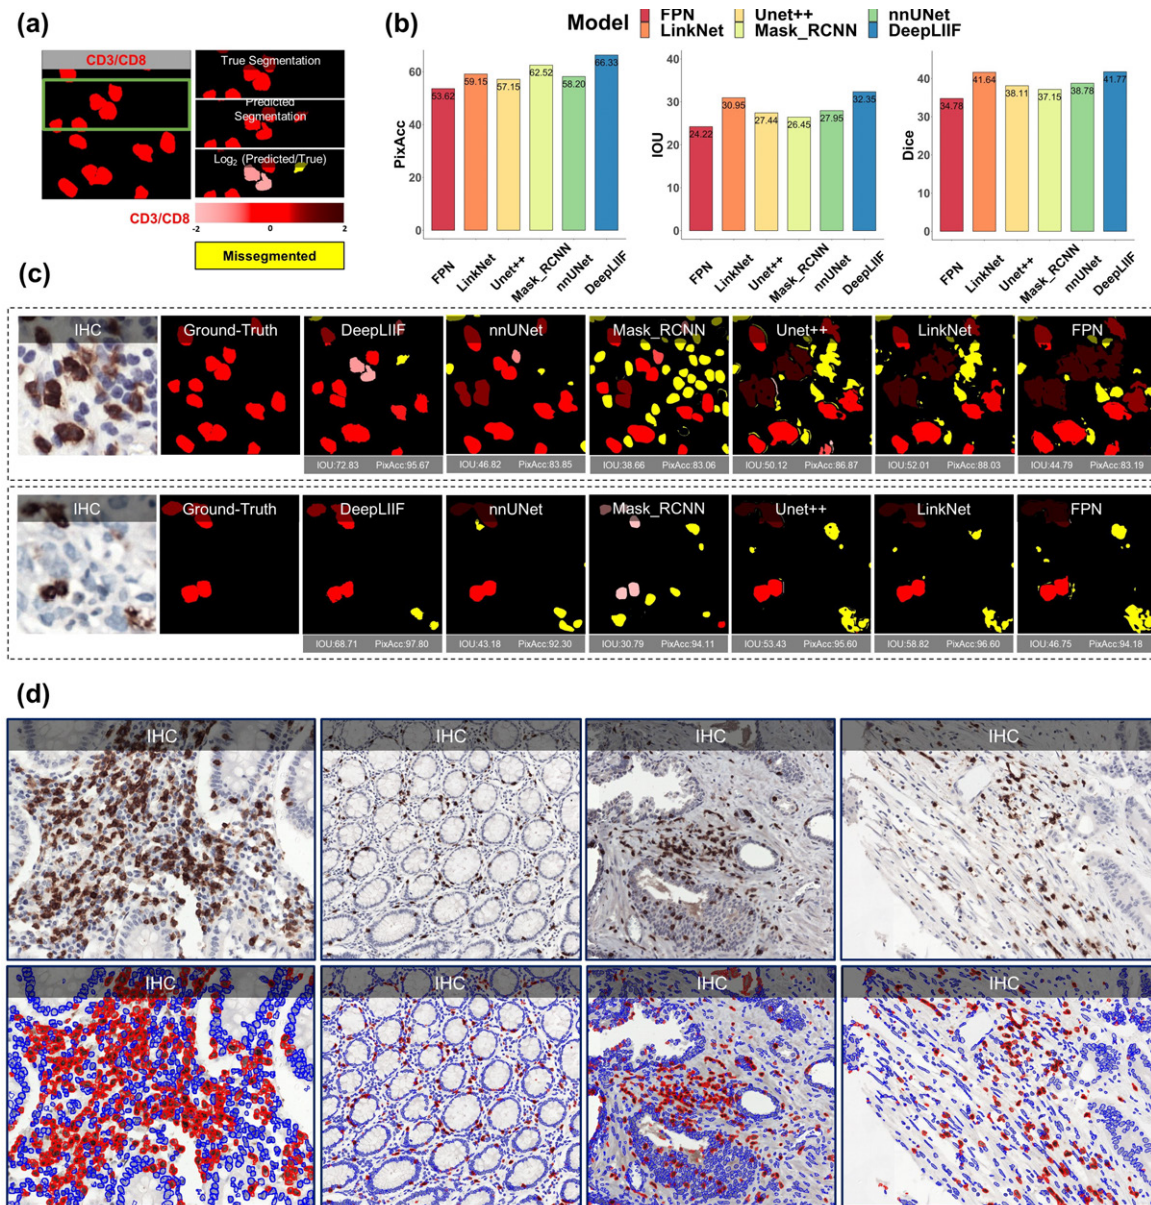 (a)
CD3/CD8
True Segmentation
Predicted
Segmentation
Log2 (Predicted/True)
CD3/CD8
-2 0 2
Missegmented
(b)
Model
FPN Unet++ nnUNet
LinkNet Mask_RCNN DeepLIIF
PixAcc
60
40
20
0
53.62 59.15 57.15 62.52 58.20 66.33
FPN LinkNet Unet++ Mask_RCNN nnUNet DeepLIIF
IOU
40
30
20
10
0
24.22 30.95 27.44 26.45 27.95 32.35
FPN LinkNet Unet++ Mask_RCNN nnUNet DeepLIIF
Dice
40
30
20
10
0
34.78 41.64 38.11 37.15 38.78 41.77
FPN LinkNet Unet++ Mask_RCNN nnUNet DeepLIIF
(c)
IHC Ground-Truth DeepLIIF nnUNet Mask_RCNN Unet++ LinkNet FPN
IOU:72.83 PixAcc:95.67 IOU:46.82 PixAcc:83.85 IOU:38.66 PixAcc:83.06 IOU:50.12 PixAcc:86.87 IOU:52.01 PixAcc:88.03 IOU:44.79 PixAcc:83.19
IHC Ground-Truth DeepLIIF nnUNet Mask_RCNN Unet++ LinkNet FPN
IOU:68.71 PixAcc:97.80 IOU:43.18 PixAcc:92.30 IOU:30.79 PixAcc:94.11 IOU:53.43 PixAcc:95.60 IOU:58.82 PixAcc:96.60 IOU:46.75 PixAcc:94.18
(d)
IHC IHC IHC IHC
IHC IHC IHC IHC